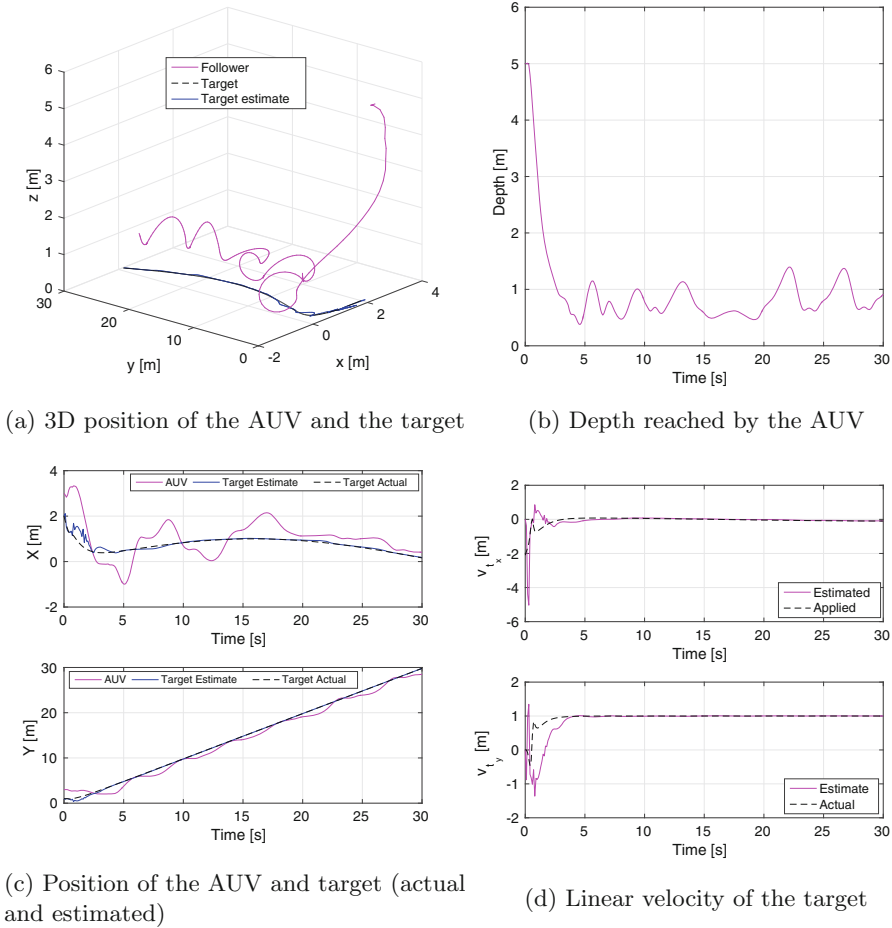 6
5
4
3
2
1
0
z [m]
Follower
Target
Target estimate
30
20
10
0
y [m]
-2
0
2
4
x [m]
(a) 3D position of the AUV and the target
6
5
4
3
2
1
0
Depth [m]
0 5 10 15 20 25 30
Time [s]
(b) Depth reached by the AUV
4
2
0
-2
X [m]
AUV Target Estimate Target Actual
0 5 10 15 20 25 30
Time [s]
30
20
10
0
Y [m]
AUV Target Estimate Target Actual
0 5 10 15 20 25 30
Time [s]
(c) Position of the AUV and target (actual
and estimated)
2
0
-2
-4
-6
v_{t_x} [m]
Estimated
Applied
0 5 10 15 20 25 30
Time [s]
2
1
0
-1
-2
v_{t_y} [m]
Estimate
Actual
0 5 10 15 20 25 30
Time [s]
(d) Linear velocity of the target